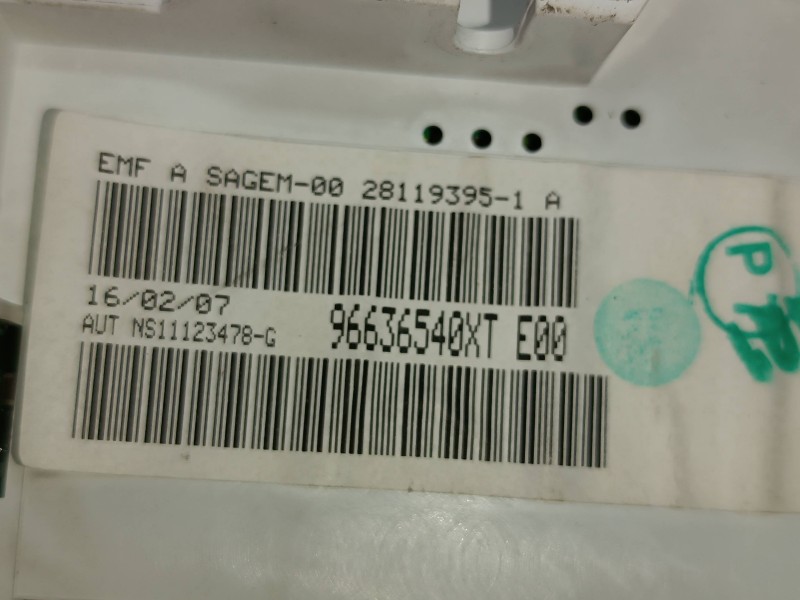 EMF A SAGEM-00 28119395-1 A
16/02/07
AUT NS11123478-G
96636540XT E00